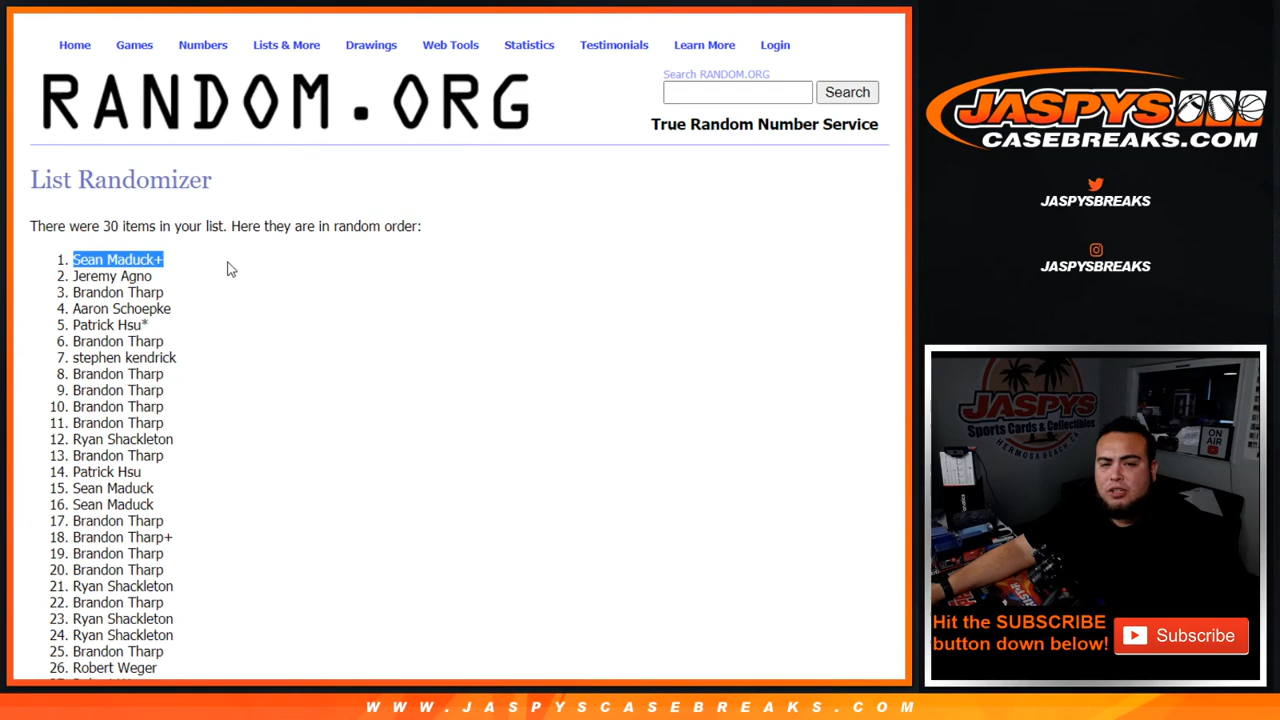 Home Games Numbers Lists & More Drawings Web Tools Statistics Testimonials Learn More Login
RANDOM.ORG
Search RANDOM.ORG
Search
True Random Number Service
List Randomizer
There were 30 items in your list. Here they are in random order:
1. Sean Maduck+
2. Jeremy Agno
3. Brandon Tharp
4. Aaron Schoepke
5. Patrick Hsu*
6. Brandon Tharp
7. stephen kendrick
8. Brandon Tharp
9. Brandon Tharp
10. Brandon Tharp
11. Brandon Tharp
12. Ryan Shackleton
13. Brandon Tharp
14. Patrick Hsu
15. Sean Maduck
16. Sean Maduck
17. Brandon Tharp
18. Brandon Tharp+
19. Brandon Tharp
20. Brandon Tharp
21. Ryan Shackleton
22. Brandon Tharp
23. Ryan Shackleton
24. Ryan Shackleton
25. Brandon Tharp
26. Robert Weger
JASPYS
CASEBREAKS.COM
JASPYSBREAKS
JASPYSBREAKS
JASPYS
Sports Cards & Collectibles
HERMOSA BEACH, CA
ON AIR
Hit the SUBSCRIBE
button down below!
Subscribe
WWW.JASPYSCASEBREAKS.COM